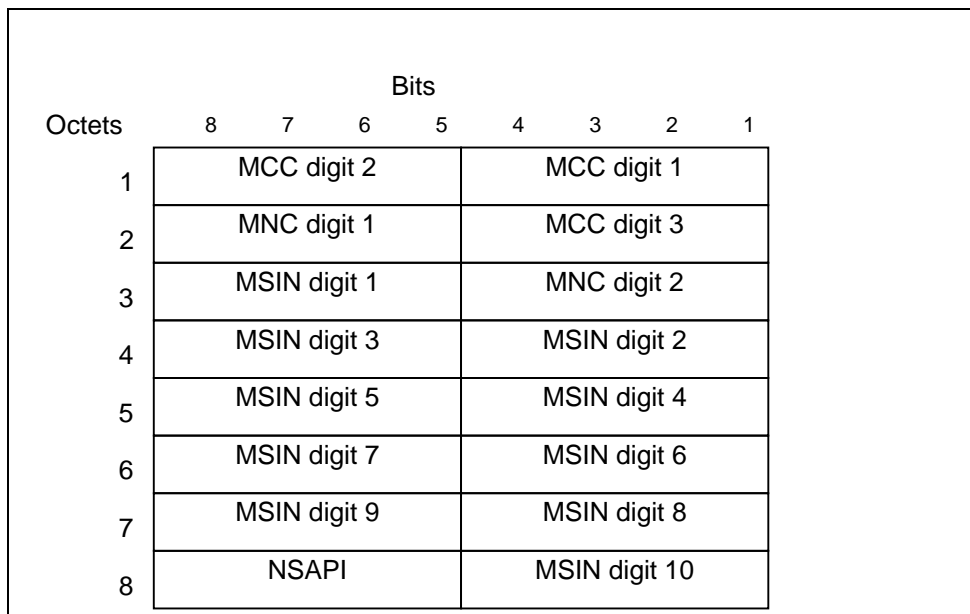 Bits
Octets 8 7 6 5 4 3 2 1
1 MCC digit 2 MCC digit 1
2 MNC digit 1 MCC digit 3
3 MSIN digit 1 MNC digit 2
4 MSIN digit 3 MSIN digit 2
5 MSIN digit 5 MSIN digit 4
6 MSIN digit 7 MSIN digit 6
7 MSIN digit 9 MSIN digit 8
8 NSAPI MSIN digit 10